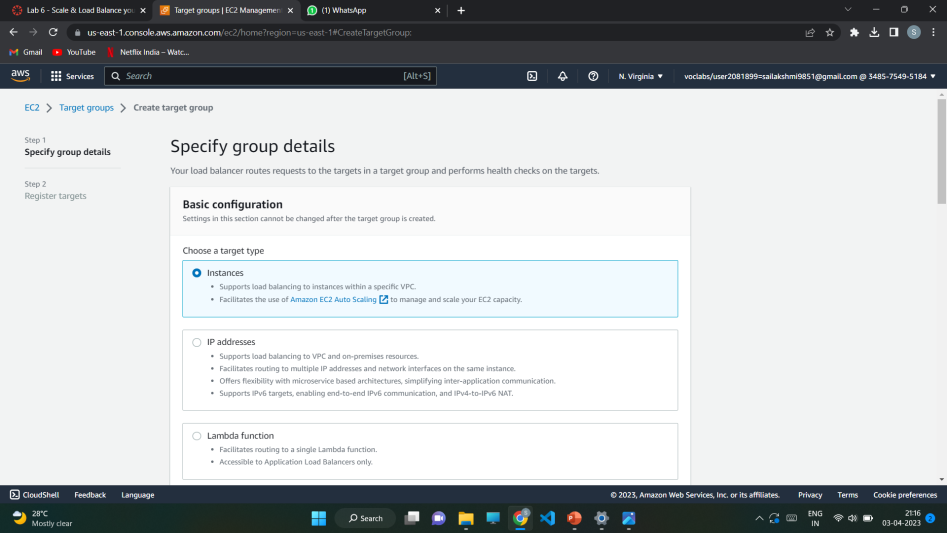 Lab 6 - Scale & Load Balance you
Target groups | EC2 Management
(1) WhatsApp
us-east-1.console.aws.amazon.com/ec2/home?region=us-east-1#CreateTargetGroup:
S
Gmail
YouTube
Netflix India – Watc...
aws
Services
Search
[Alt+S]
N. Virginia
voclabs/user2081899=sailakshmi9851@gmail.com @ 3485-7549-5184
EC2
Target groups
Create target group
Step 1
Specify group details
Step 2
Register targets
Specify group details
Your load balancer routes requests to the targets in a target group and performs health checks on the targets.
Basic configuration
Settings in this section cannot be changed after the target group is created.
Choose a target type
Instances
• Supports load balancing to instances within a specific VPC.
• Facilitates the use of Amazon EC2 Auto Scaling to manage and scale your EC2 capacity.
IP addresses
• Supports load balancing to VPC and on-premises resources.
• Facilitates routing to multiple IP addresses and network interfaces on the same instance.
• Offers flexibility with microservice based architectures, simplifying inter-application communication.
• Supports IPv6 targets, enabling end-to-end IPv6 communication, and IPv4-to-IPv6 NAT.
Lambda function
• Facilitates routing to a single Lambda function.
• Accessible to Application Load Balancers only.
CloudShell
Feedback
Language
© 2023, Amazon Web Services, Inc. or its affiliates.
Privacy
Terms
Cookie preferences
28°C
Mostly clear
Search
ENG
IN
21:16
03-04-2023
2